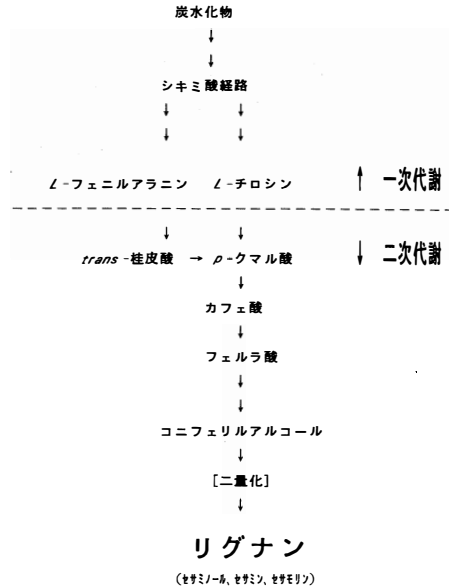 炭水化物
↓
↓
シキミ酸経路
↓ ↓
↓ ↓
L-フェニルアラニン L-チロシン ↑ 一次代謝
↓ ↓ ↓ 二次代謝
trans-桂皮酸 → p-クマル酸
↓
カフェ酸
↓
フェルラ酸
↓
↓
コニフェリルアルコール
↓
[二量化]
↓
リグナン
(セサミノール、セサミン、セサモリン)